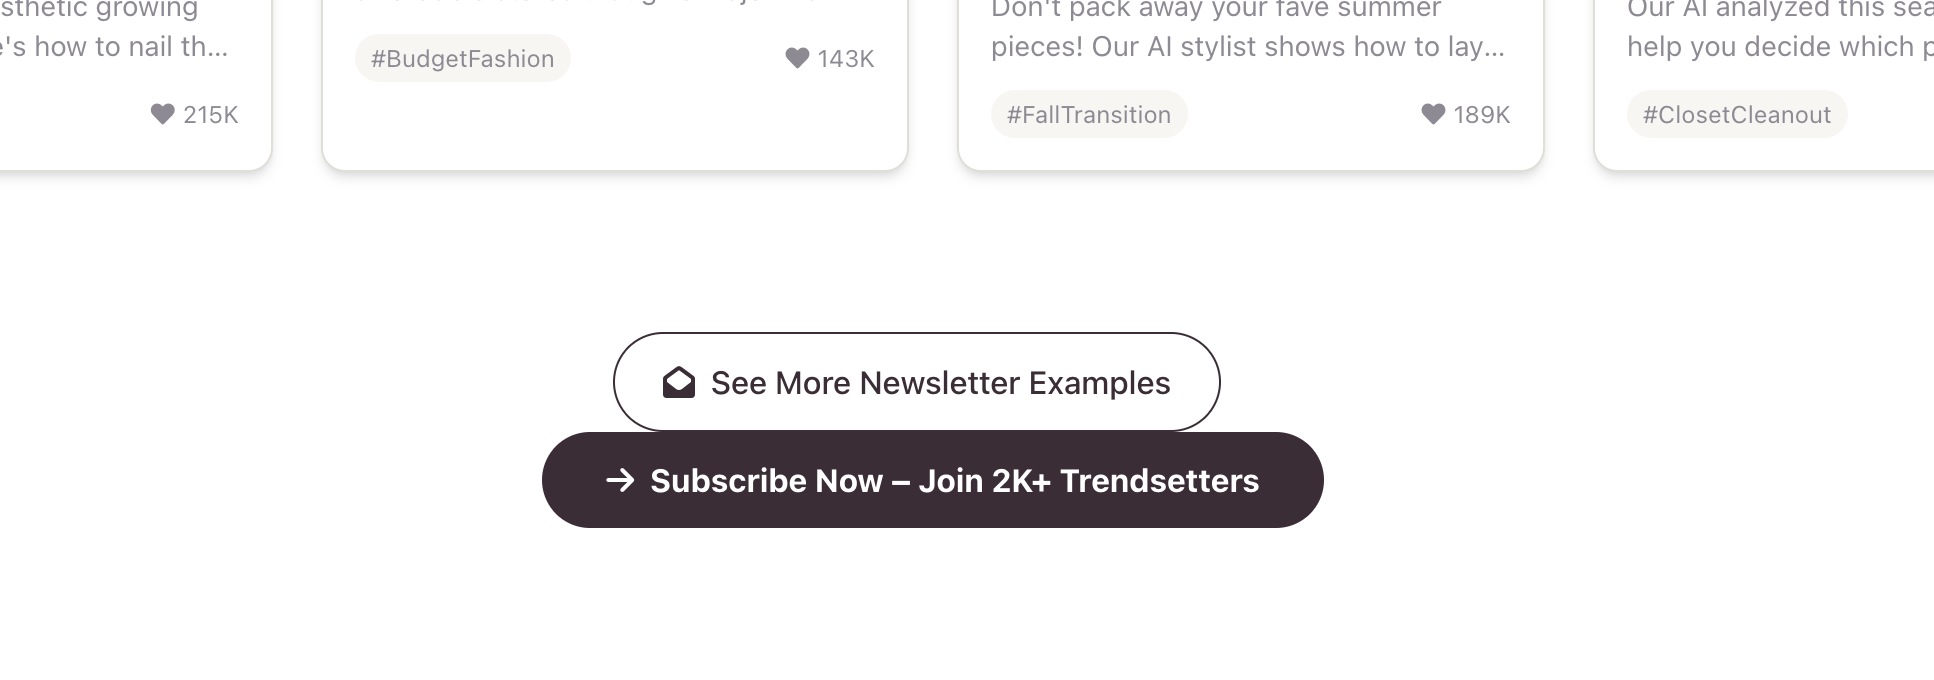 sthetic growing
e's how to nail th...
215K
#BudgetFashion
143K
Don't pack away your fave summer
pieces! Our AI stylist shows how to lay...
#FallTransition
189K
Our AI analyzed this sea
help you decide which p
#ClosetCleanout
See More Newsletter Examples
Subscribe Now – Join 2K+ Trendsetters